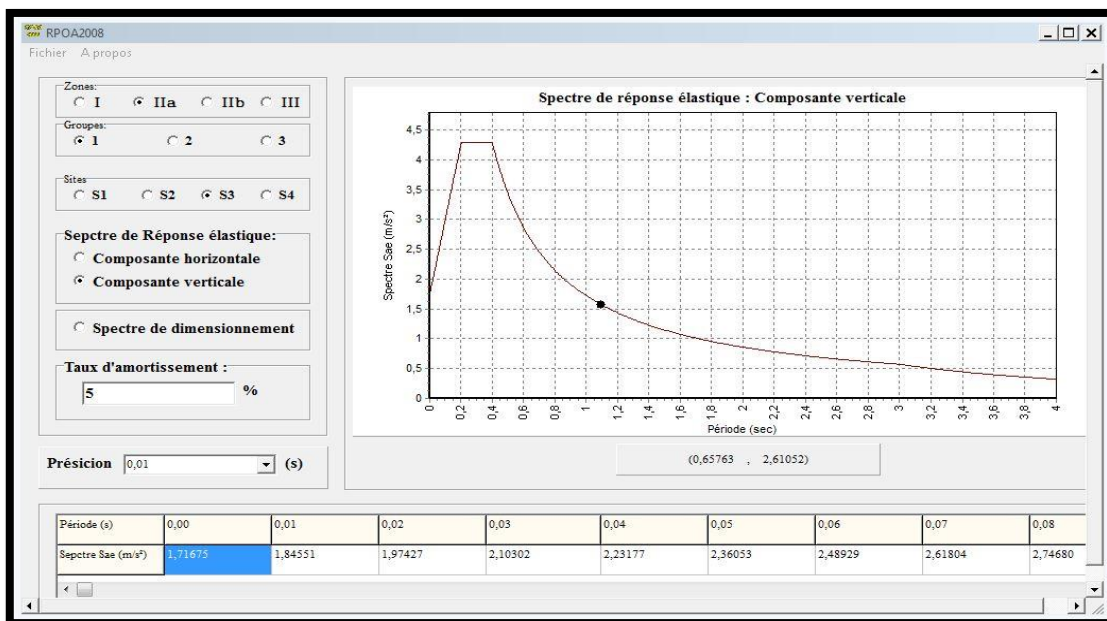 RPOA2008
Fichier A propos
Zones:
I IIa IIb III
Groupes:
1 2 3
Sites
S1 S2 S3 S4
Sepctre de Réponse élastique:
Composante horizontale
Composante verticale
Spectre de dimensionnement
Taux d'amortissement :
5 %
Présicion 0,01 (s)
Spectre de réponse élastique : Composante verticale
Spectre Sae (m/s²)
4,5
4
3,5
3
2,5
2
1,5
1
0,5
0
0 0,2 0,4 0,6 0,8 1 1,2 1,4 1,6 1,8 2 2,2 2,4 2,6 2,8 3 3,2 3,4 3,6 3,8 4
Période (sec)
(0,65763 , 2,61052)
Période (s) 0,00 0,01 0,02 0,03 0,04 0,05 0,06 0,07 0,08
Sepctre Sae (m/s²) 1,71675 1,84551 1,97427 2,10302 2,23177 2,36053 2,48929 2,61804 2,74680